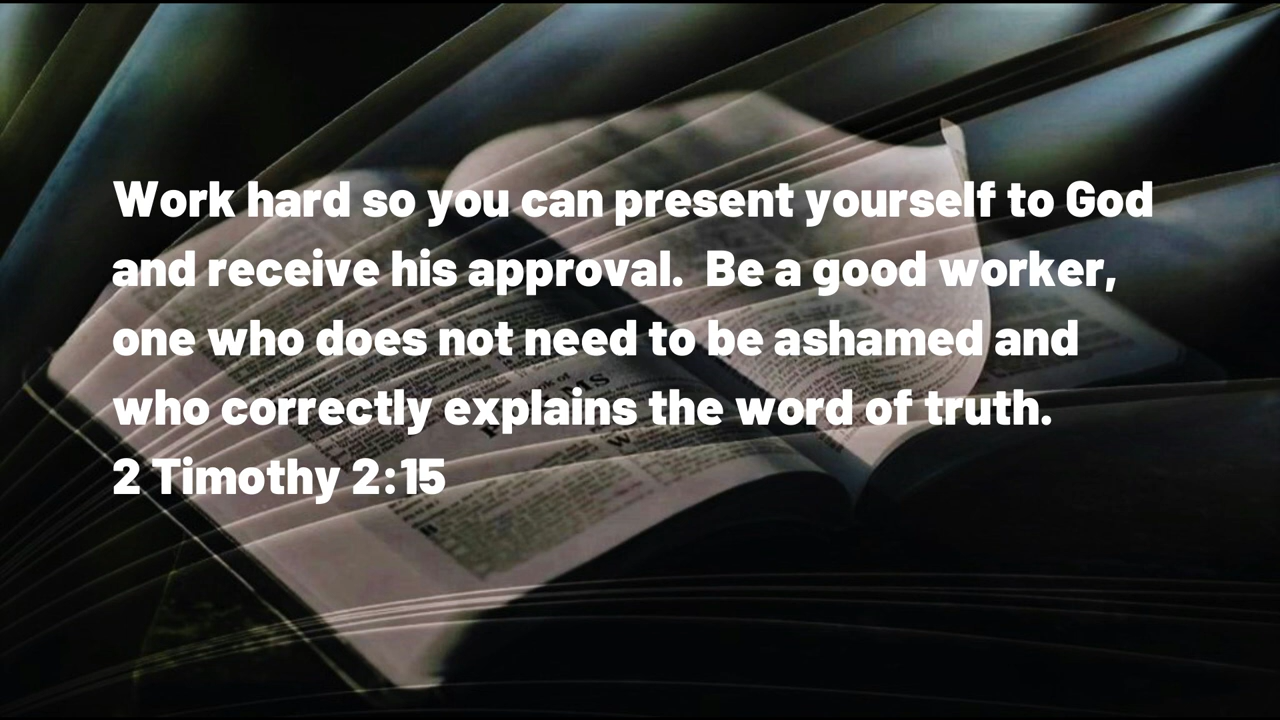 Work hard so you can present yourself to God
and receive his approval.  Be a good worker,
one who does not need to be ashamed and
who correctly explains the word of truth.
2 Timothy 2:15